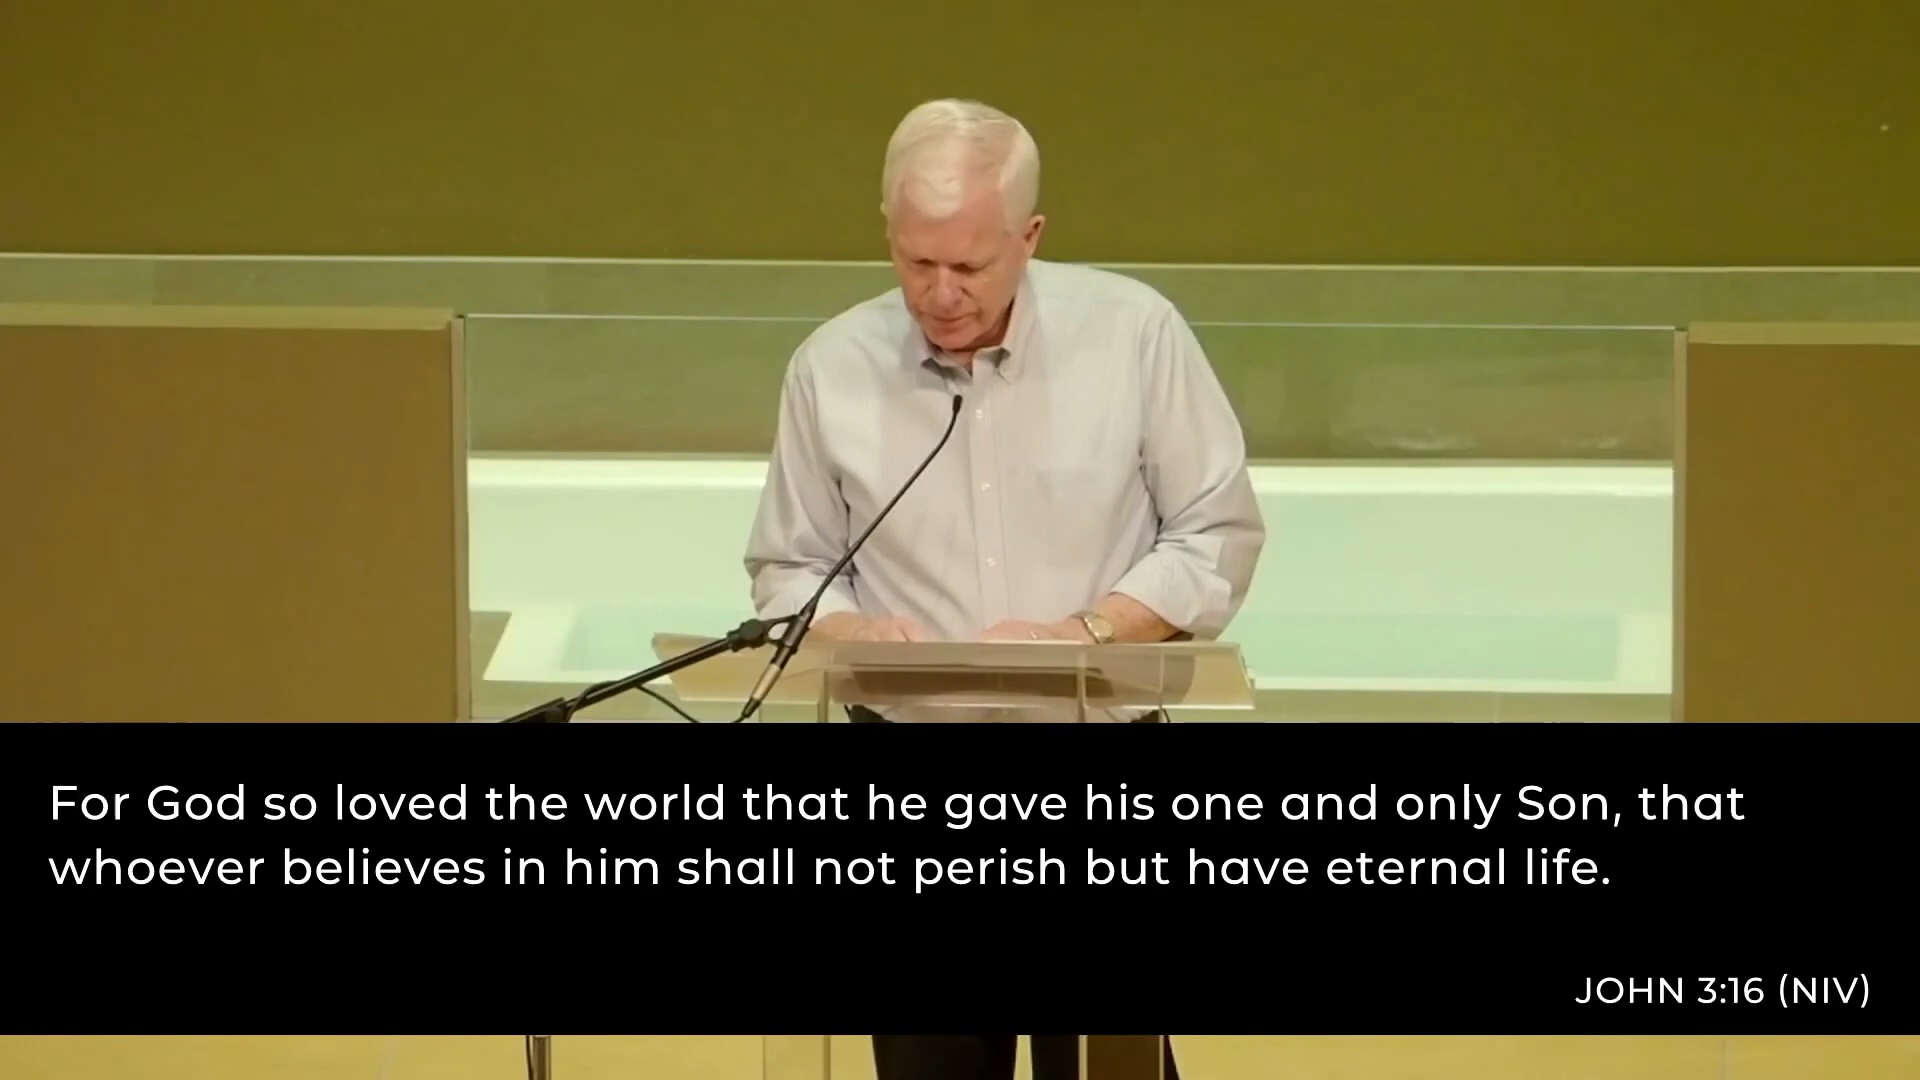 For God so loved the world that he gave his one and only Son, that
whoever believes in him shall not perish but have eternal life.
JOHN 3:16 (NIV)